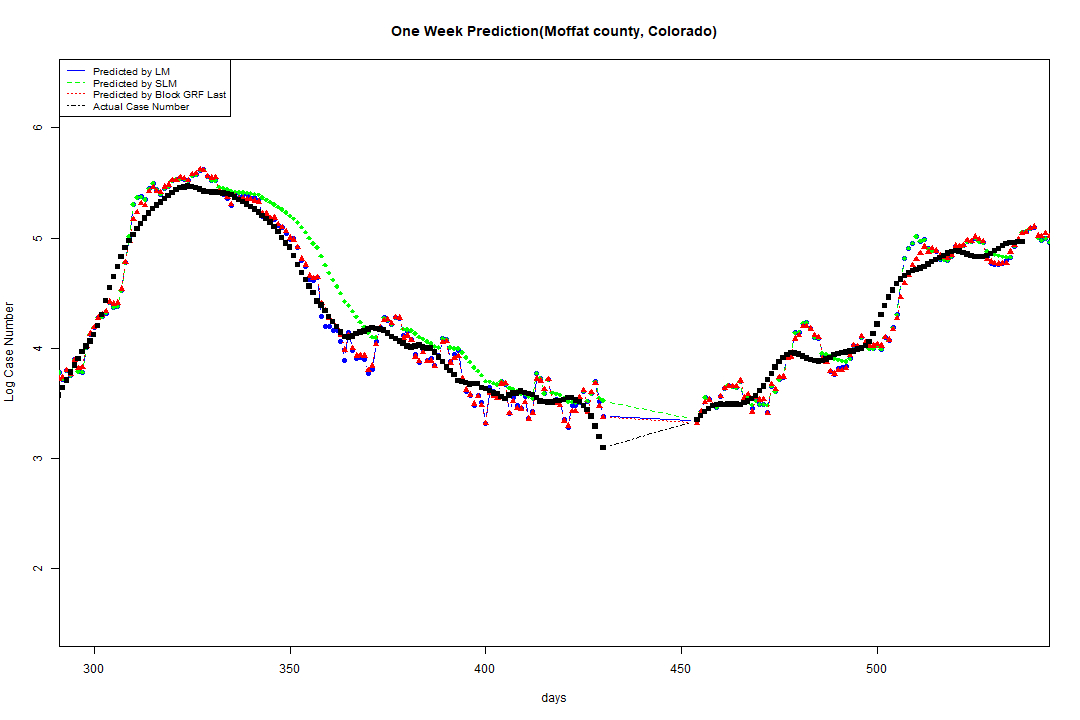 One Week Prediction(Moffat county, Colorado)
Predicted by LM
Predicted by SLM
Predicted by Block GRF Last
Actual Case Number
6
5
4
3
2
Log Case Number
300 350 400 450 500
days